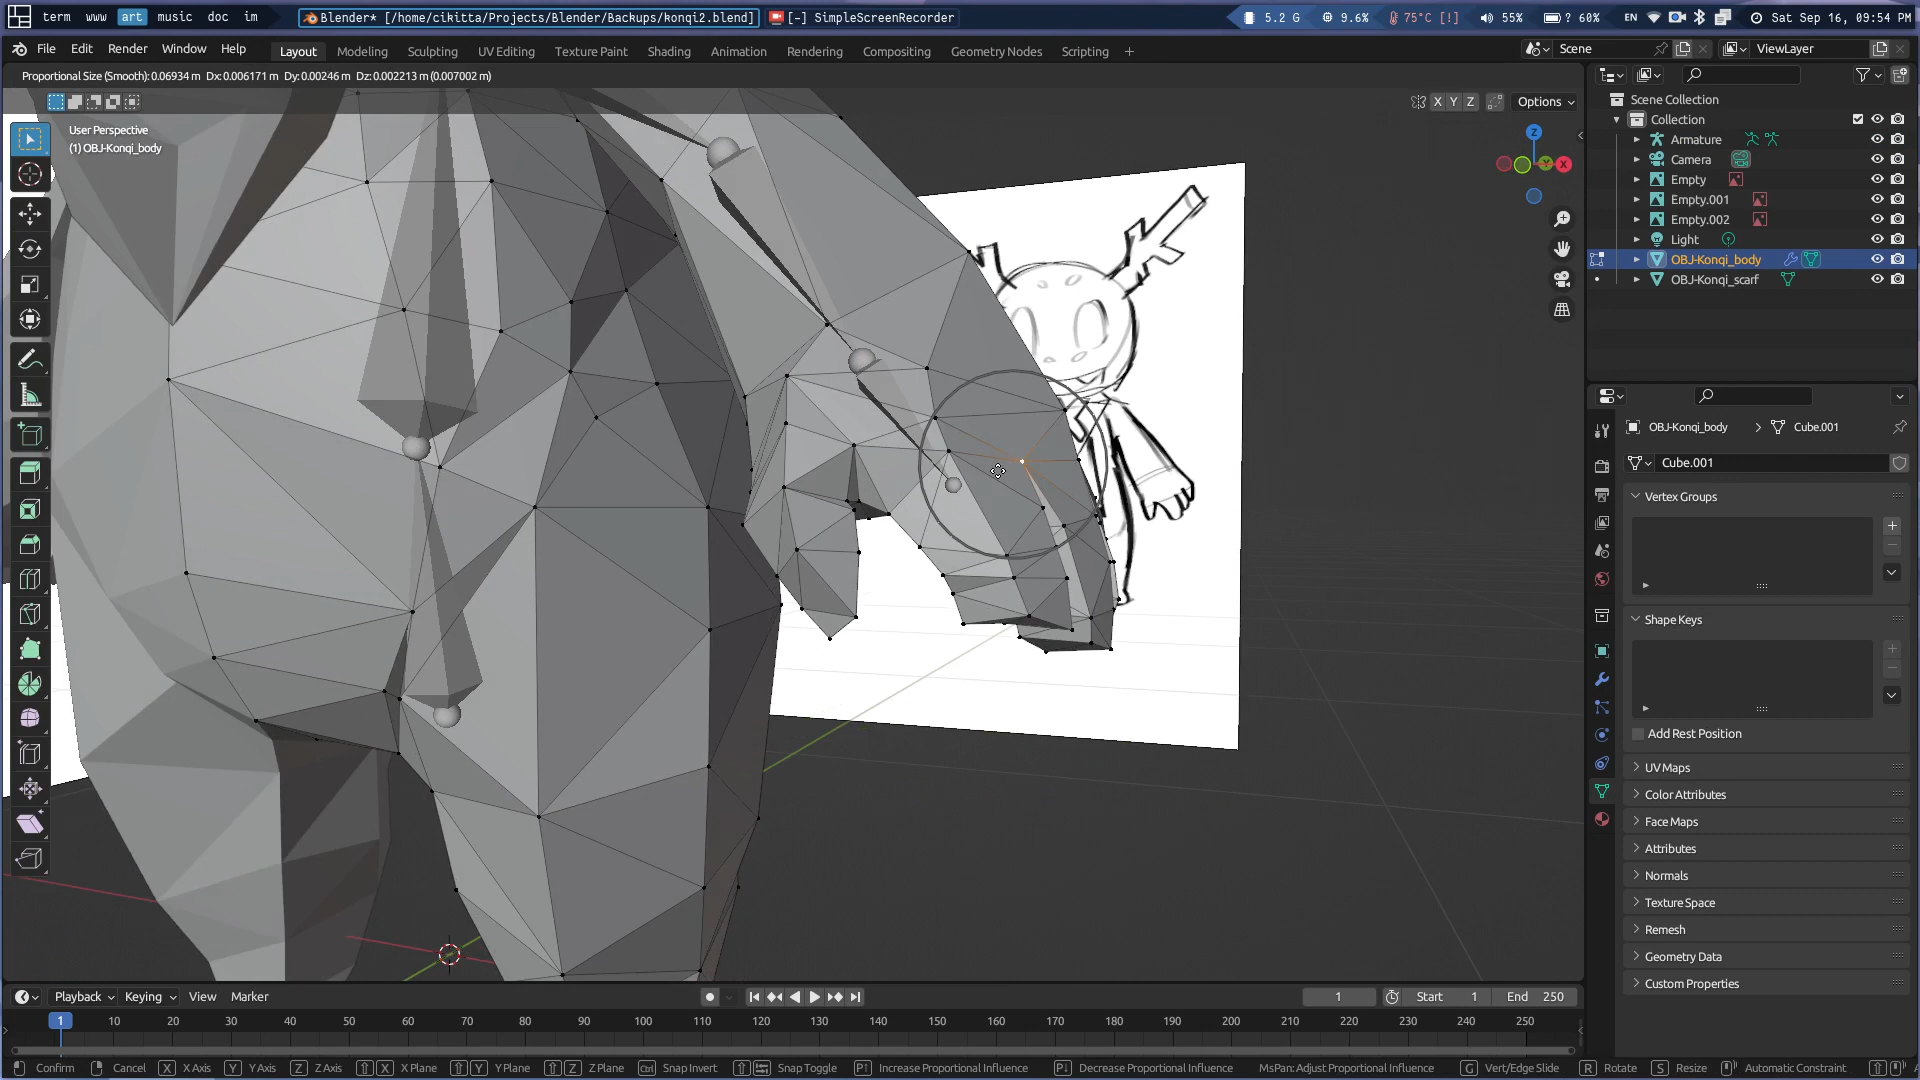 term www art music doc im Blender* [/home/cikitta/Projects/Blender/Backups/konqi2.blend] [-] SimpleScreenRecorder 5.2 G 9.6% 75°C [!] 55% ? 60% EN Sat Sep 16, 09:54 PM
File Edit Render Window Help Layout Modeling Sculpting UV Editing Texture Paint Shading Animation Rendering Compositing Geometry Nodes Scripting + Scene ViewLayer
Proportional Size (Smooth): 0.06934 m Dx: 0.006171 m Dy: 0.00246 m Dz: 0.002213 m (0.007002 m)
X Y Z Options
User Perspective
(1) OBJ-Konqi_body
Z
Y X
Scene Collection
Collection
Armature
Camera
Empty
Empty.001
Empty.002
Light
OBJ-Konqi_body
OBJ-Konqi_scarf
OBJ-Konqi_body > Cube.001
Cube.001
Vertex Groups
Shape Keys
Add Rest Position
UV Maps
Color Attributes
Face Maps
Attributes
Normals
Texture Space
Remesh
Geometry Data
Custom Properties
Playback Keying View Marker 1 Start 1 End 250
1 10 20 30 40 50 60 70 80 90 100 110 120 130 140 150 160 170 180 190 200 210 220 230 240 250
Confirm Cancel X X Axis Y Y Axis Z Z Axis X X Plane Y Y Plane Z Z Plane Ctrl Snap Invert Snap Toggle Increase Proportional Influence Decrease Proportional Influence MsPan: Adjust Proportional Influence G Vert/Edge Slide R Rotate S Resize Automatic Constraint